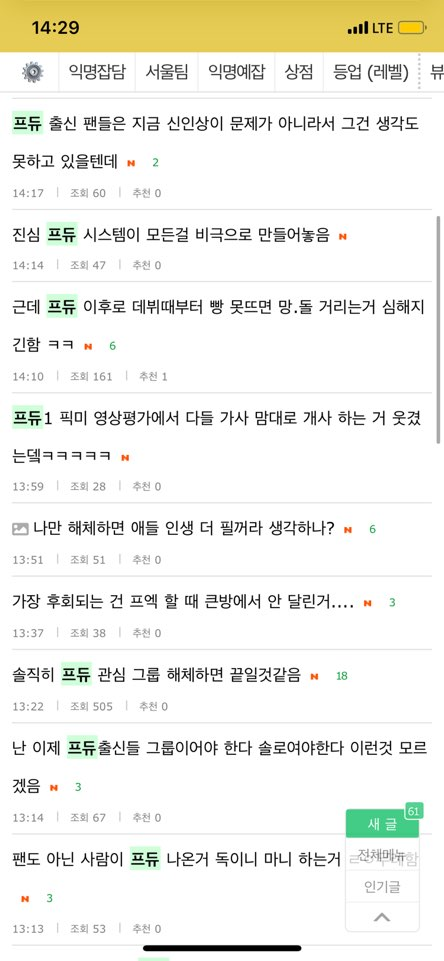 14:29 LTE
익명잡담 서울팀 익명예잡 상점 등업 (레벨) 뷰
프듀 출신 팬들은 지금 신인상이 문제가 아니라서 그건 생각도
못하고 있을텐데 N 2
14:17 조회 60 추천 0
진심 프듀 시스템이 모든걸 비극으로 만들어놓음 N
14:14 조회 47 추천 0
근데 프듀 이후로 데뷔때부터 빵 못뜨면 망.돌 거리는거 심해지
긴함 ㅋㅋ N 6
14:10 조회 161 추천 1
프듀1 픽미 영상평가에서 다들 가사 맘대로 개사 하는 거 웃겼
는뎈ㅋㅋㅋㅋㅋ N
13:59 조회 28 추천 0
나만 해체하면 애들 인생 더 필꺼라 생각하나? N 6
13:51 조회 51 추천 0
가장 후회되는 건 프엑 할 때 큰방에서 안 달린거.... N 3
13:37 조회 38 추천 0
솔직히 프듀 관심 그룹 해체하면 끝일것같음 N 18
13:22 조회 505 추천 0
난 이제 프듀출신들 그룹이어야 한다 솔로여야한다 이런것 모르
겠음 N 3
13:14 조회 67 추천 0
61
새 글
팬도 아닌 사람이 프듀 나온거 독이니 마니 하는거
전체메뉴
N 3
인기글
13:13 조회 53 추천 0